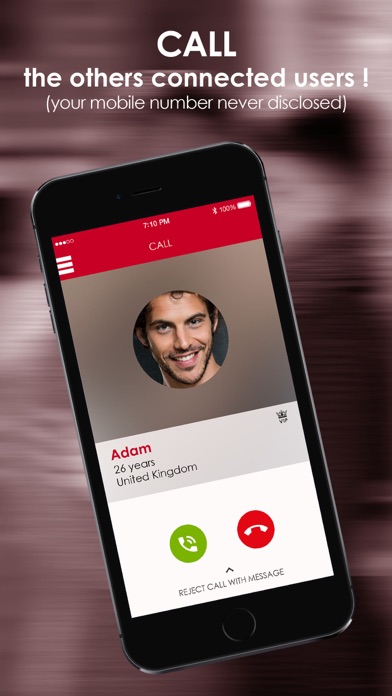 CALL
the others connected users !
(your mobile number never disclosed)
7:10 PM
100%
CALL
Adam
VIP
26 years
United Kingdom
REJECT CALL WITH MESSAGE